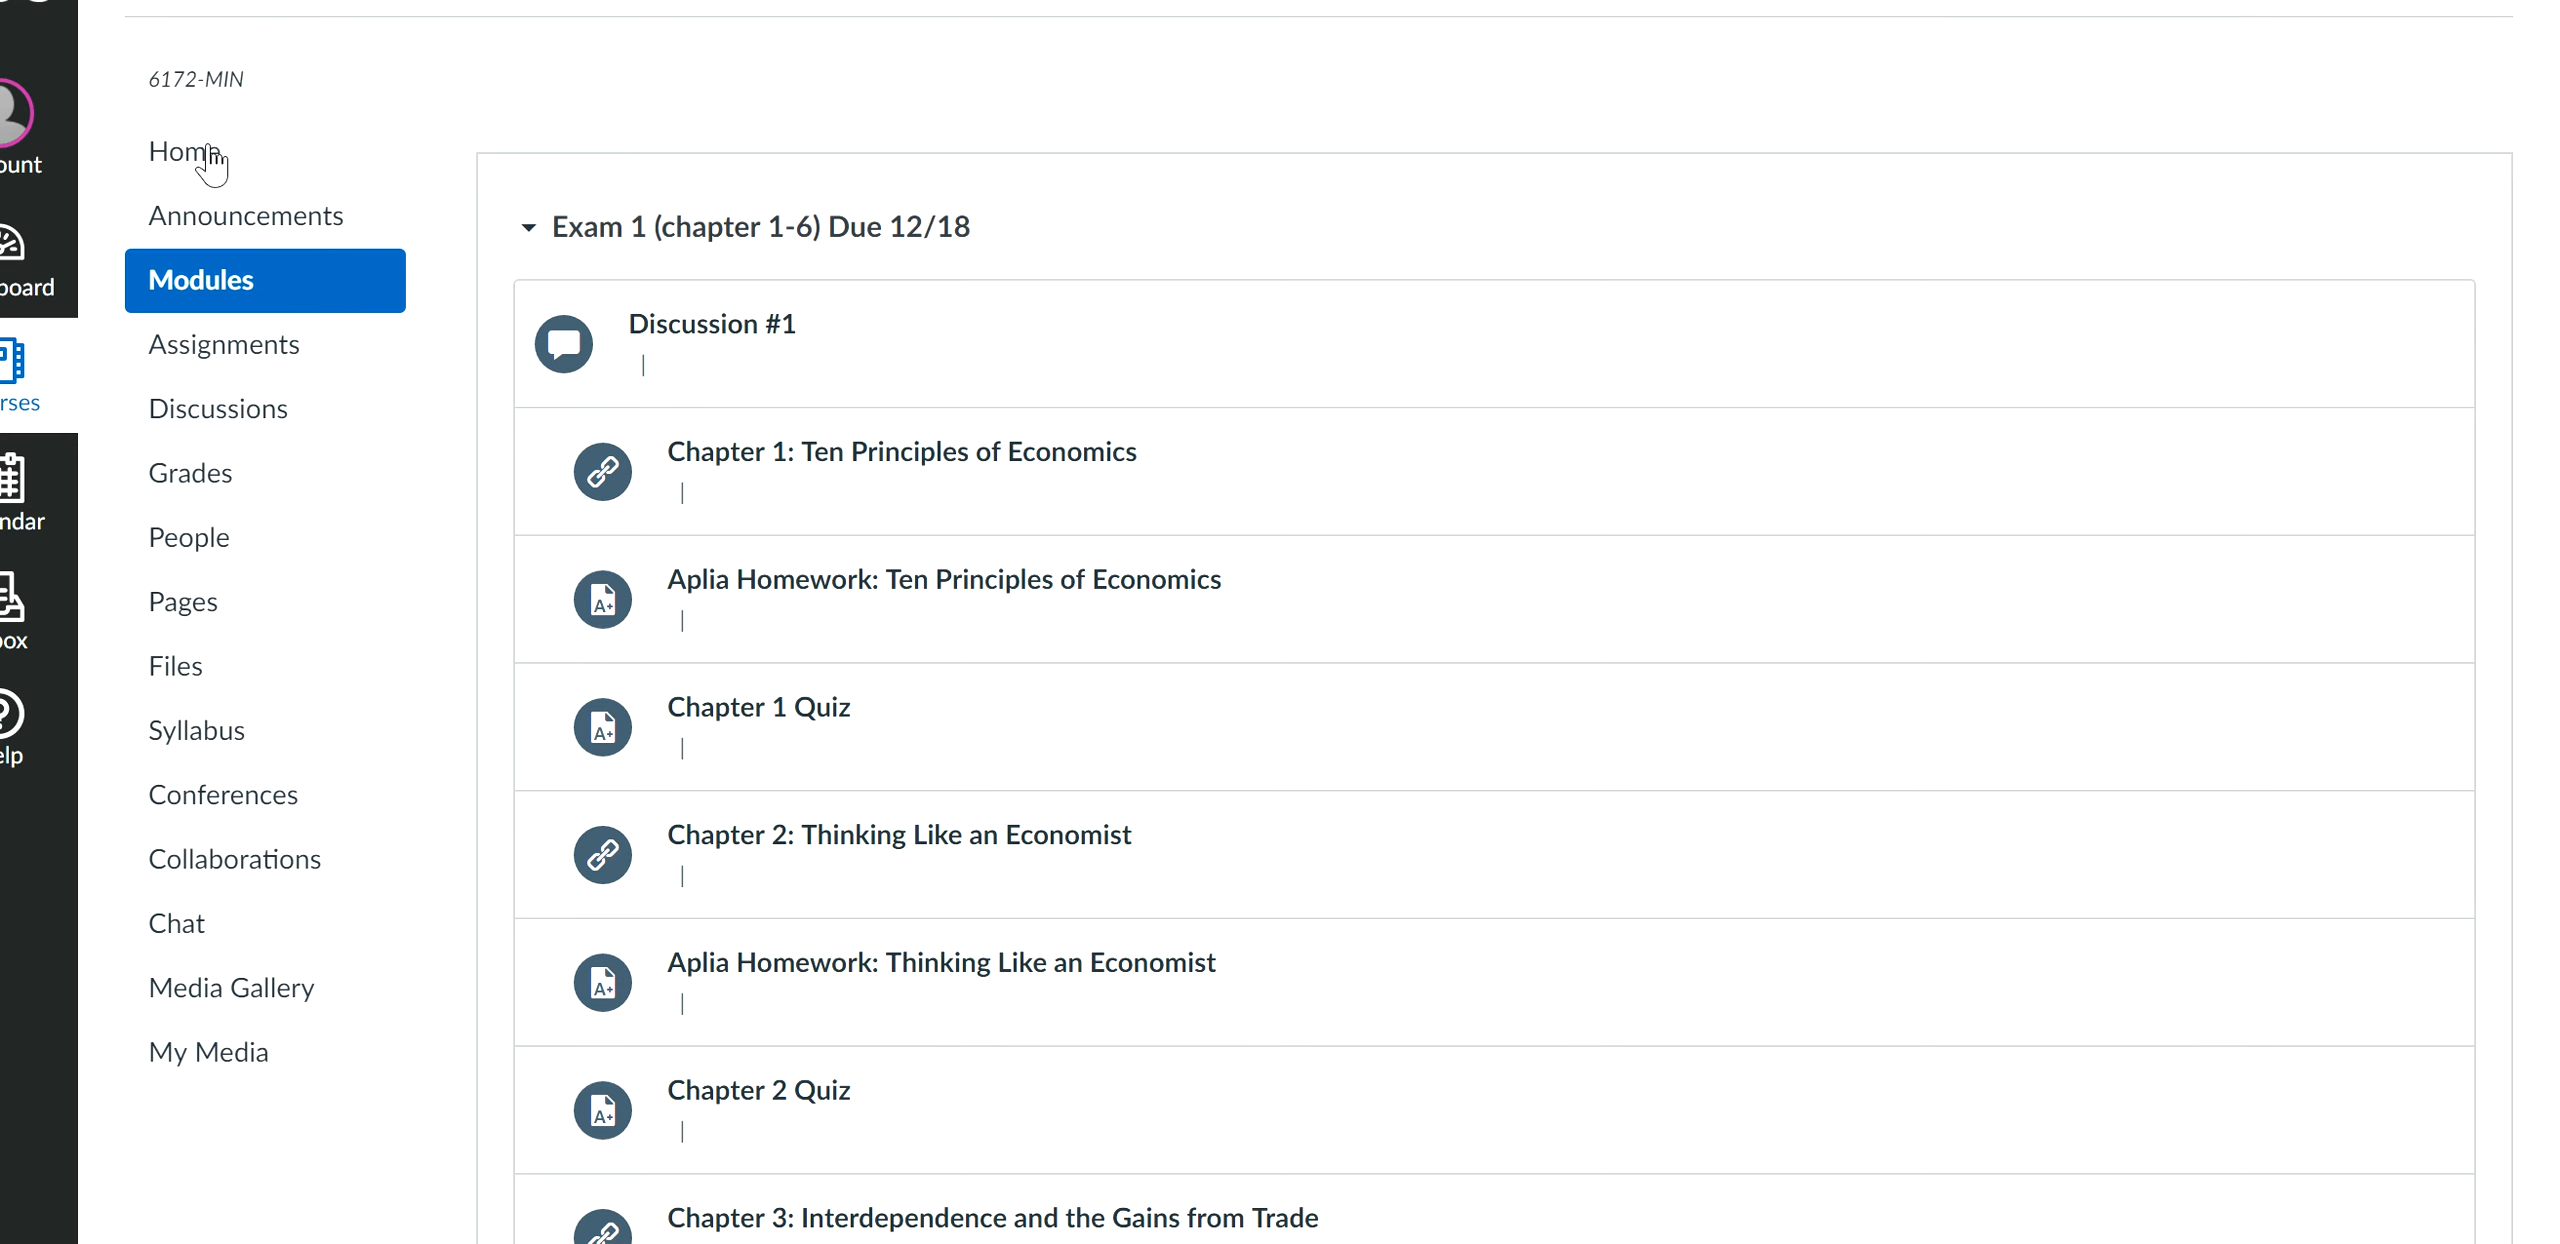 6172-MIN
Home
Announcements
Modules
Assignments
Discussions
Grades
People
Pages
Files
Syllabus
Conferences
Collaborations
Chat
Media Gallery
My Media
ount
board
rses
ndar
box
elp
Exam 1 (chapter 1-6) Due 12/18
Discussion #1
|
Chapter 1: Ten Principles of Economics
|
Aplia Homework: Ten Principles of Economics
|
Chapter 1 Quiz
|
Chapter 2: Thinking Like an Economist
|
Aplia Homework: Thinking Like an Economist
|
Chapter 2 Quiz
|
Chapter 3: Interdependence and the Gains from Trade